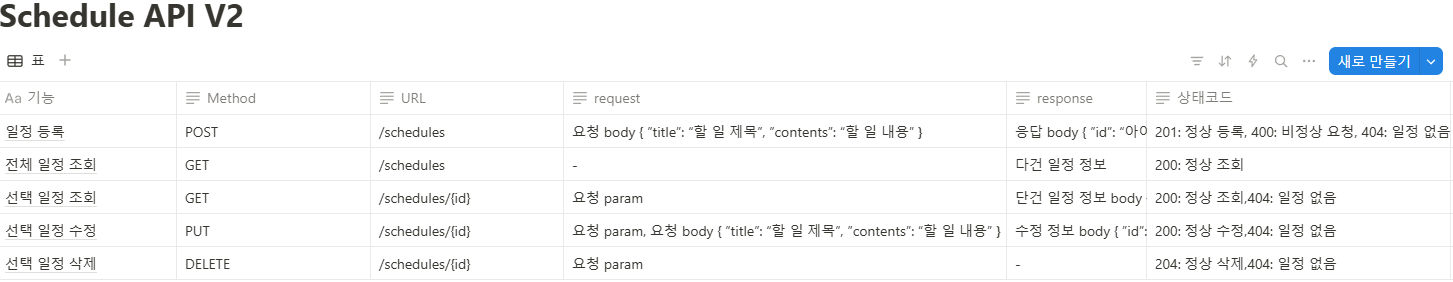 Schedule API V2
표
새로 만들기
Aa 기능 Method URL request response 상태코드
일정 등록 POST /schedules 요청 body { ”title”: “할 일 제목”, ”contents”: “할 일 내용” } 응답 body { ”id”: “아이 201: 정상 등록, 400: 비정상 요청, 404: 일정 없음
전체 일정 조회 GET /schedules - 다건 일정 정보 200: 정상 조회
선택 일정 조회 GET /schedules/{id} 요청 param 단건 일정 정보 body 200: 정상 조회,404: 일정 없음
선택 일정 수정 PUT /schedules/{id} 요청 param, 요청 body { ”title”: “할 일 제목”, ”contents”: “할 일 내용” } 수정 정보 body { ”id”: 200: 정상 수정,404: 일정 없음
선택 일정 삭제 DELETE /schedules/{id} 요청 param - 204: 정상 삭제,404: 일정 없음